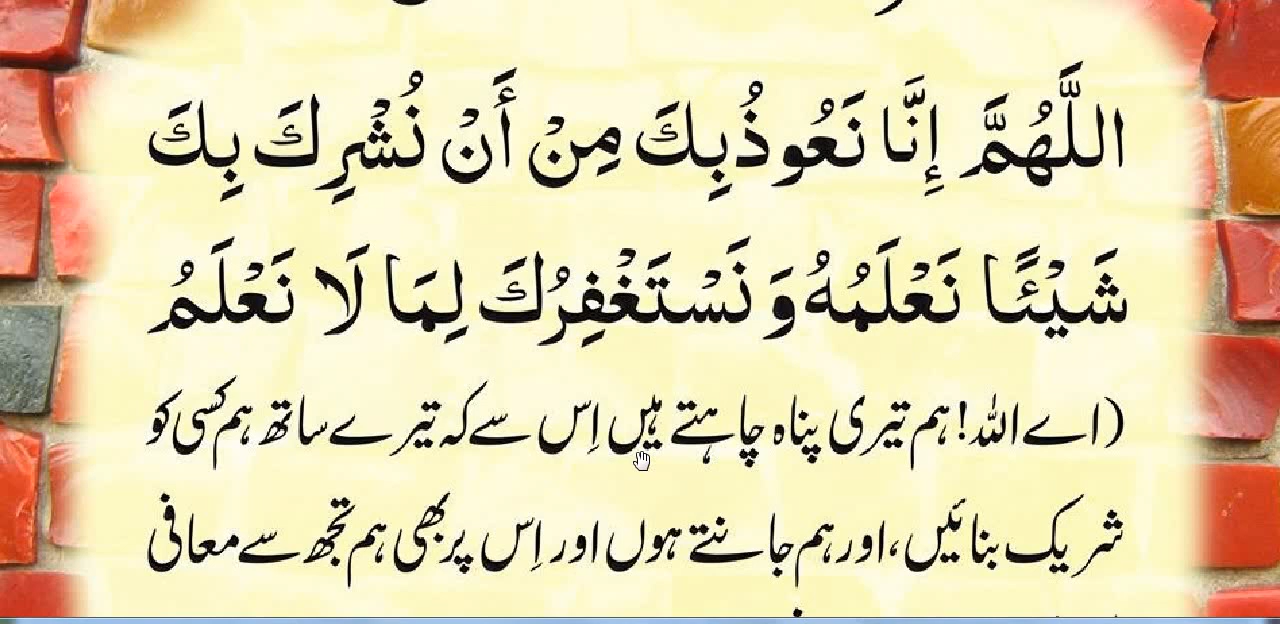 اللَّهُمَّ إِنَّا نَعُوذُبِكَ مِنْ أَنْ نُشْرِكَ بِكَ
شَيْئًا نَعْلَمُهُ وَ نَسْتَغْفِرُكَ لِمَا لَا نَعْلَمُ
(اے اللہ! ہم تیری پناہ چاہتے ہیں اِس سے کہ تیرے ساتھ ہم کسی کو
شریک بنائیں، اور ہم جانتے ہوں اور اِس پر بھی ہم تجھ سے معافی